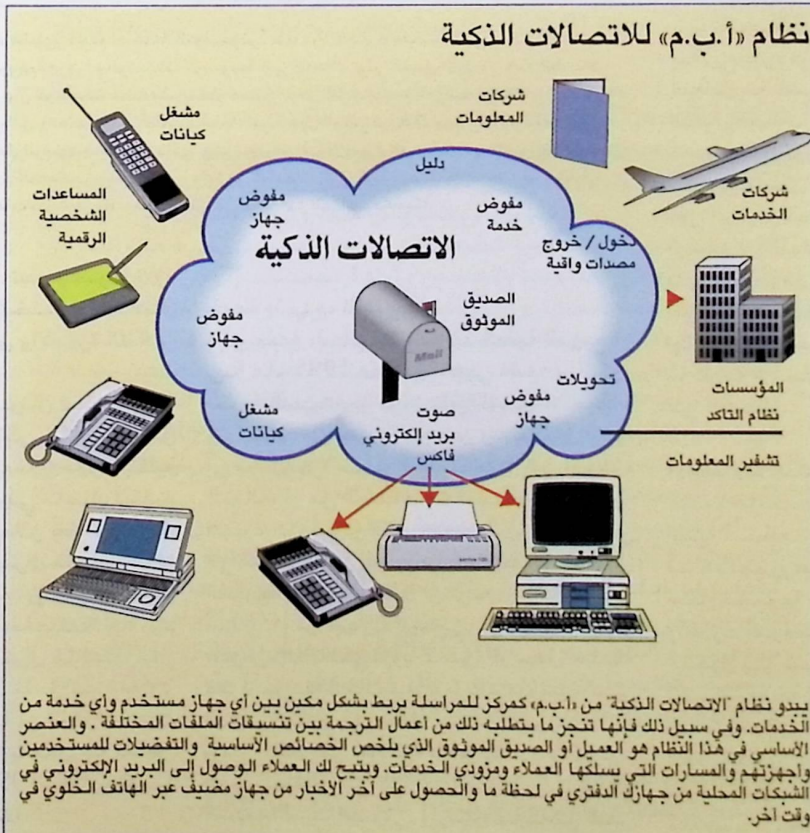 نظام «أ.ب.م» للاتصالات الذكية
شركات
المعلومات
مشغل
كيانات
شركات
الخدمات
المساعدات
الشخصية
الرقمية
دليل
مفوض
خدمة
مفوض
جهاز
دخول / خروج
مصدات واقية
الاتصالات الذكية
الصديق
الموثوق
Mail
مفوض
جهاز
تحويلات
المؤسسات
مفوض
جهاز
صوت
بريد إلكتروني
فاكس
مشغل
كيانات
نظام التأكد
تشفير المعلومات
يبدو نظام "الاتصالات الذكية" من «أ.ب.م» كمركز للمراسلة يربط بشكل مكين بين أي جهاز مستخدم وأي خدمة من
الخدمات. وفي سبيل ذلك فإنها تنجز ما يتطلبه ذلك من أعمال الترجمة بين تنسيقات الملفات المختلفة . والعنصر
الأساسي في هذا النظام هو العميل أو الصديق الموثوق الذي يلخص الخصائص الأساسية والتفضيلات للمستخدمين
وأجهزتهم والمسارات التي يسلكها العملاء ومزودي الخدمات. ويتيح لك العملاء الوصول إلى البريد الإلكتروني في
الشبكات المحلية من جهازك الدفتري في لحظة ما والحصول على آخر الأخبار من جهاز مضيف عبر الهاتف الخلوي في
وقت آخر.